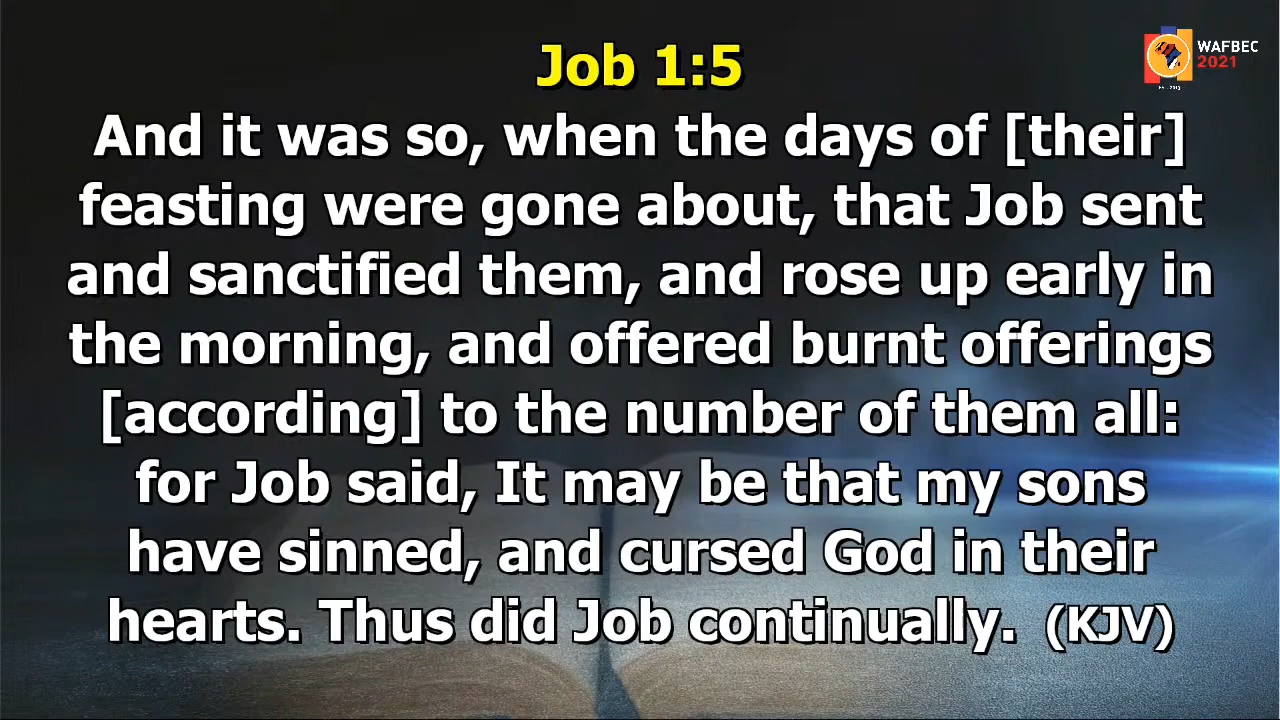 Job 1:5
WAFBEC
2021
And it was so, when the days of [their]
feasting were gone about, that Job sent
and sanctified them, and rose up early in
the morning, and offered burnt offerings
[according] to the number of them all:
for Job said, It may be that my sons
have sinned, and cursed God in their
hearts. Thus did Job continually. (KJV)